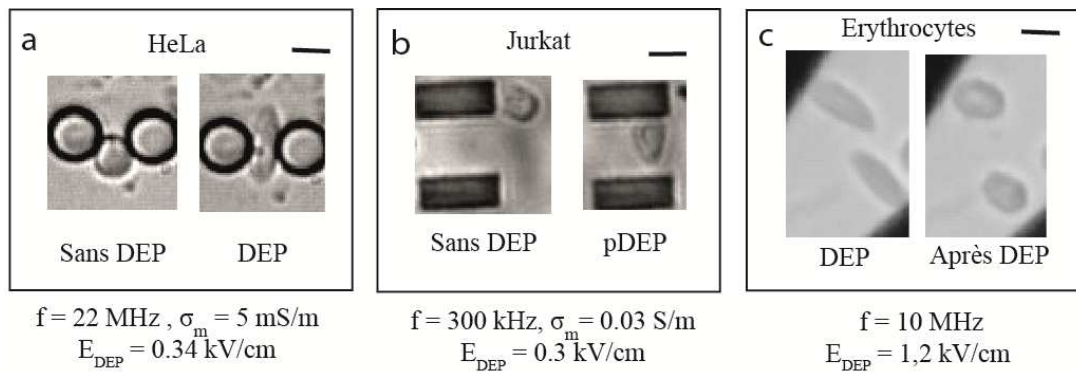 a
HeLa
Sans DEP
DEP
f = 22 MHz , σm = 5 mS/m
EDEP = 0.34 kV/cm
b
Jurkat
Sans DEP
pDEP
f = 300 kHz, σm = 0.03 S/m
EDEP = 0.3 kV/cm
c
Erythrocytes
DEP
Après DEP
f = 10 MHz
EDEP = 1,2 kV/cm